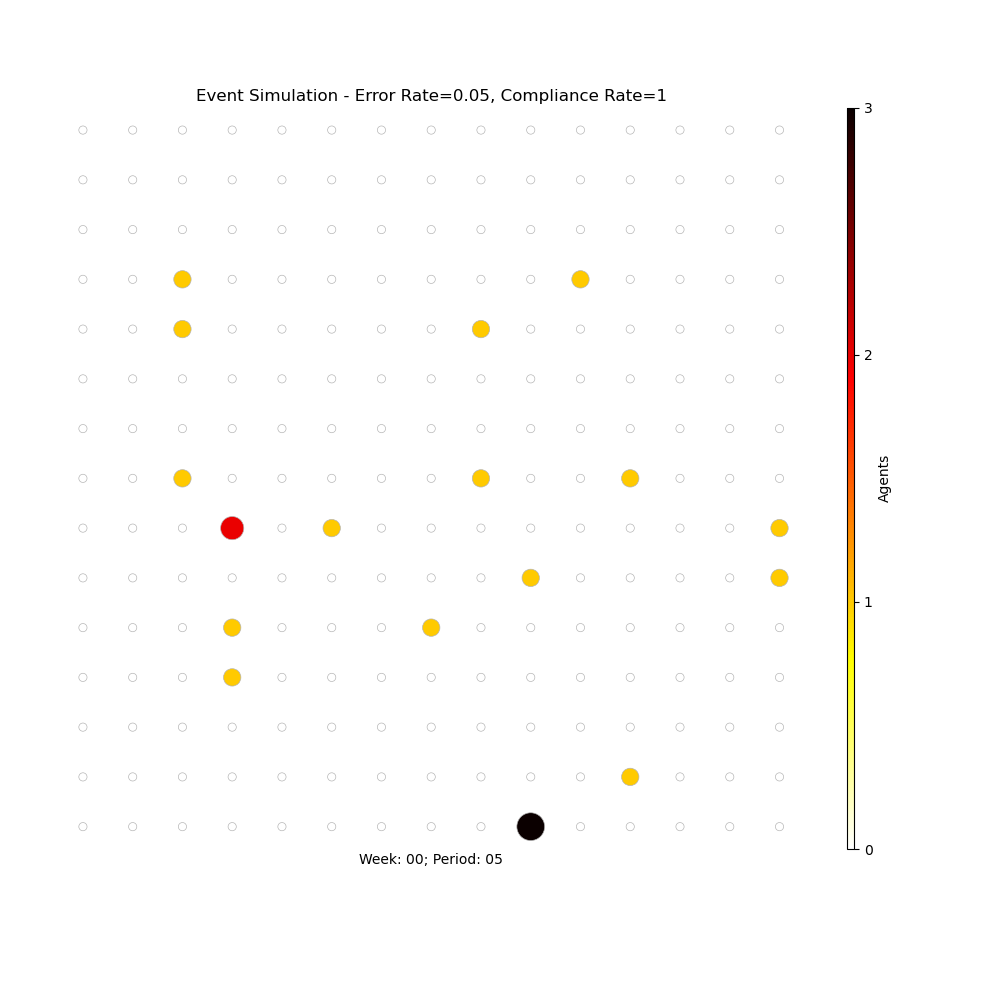 Event Simulation - Error Rate=0.05, Compliance Rate=1
3
2
Agents
1
0
Week: 00; Period: 05